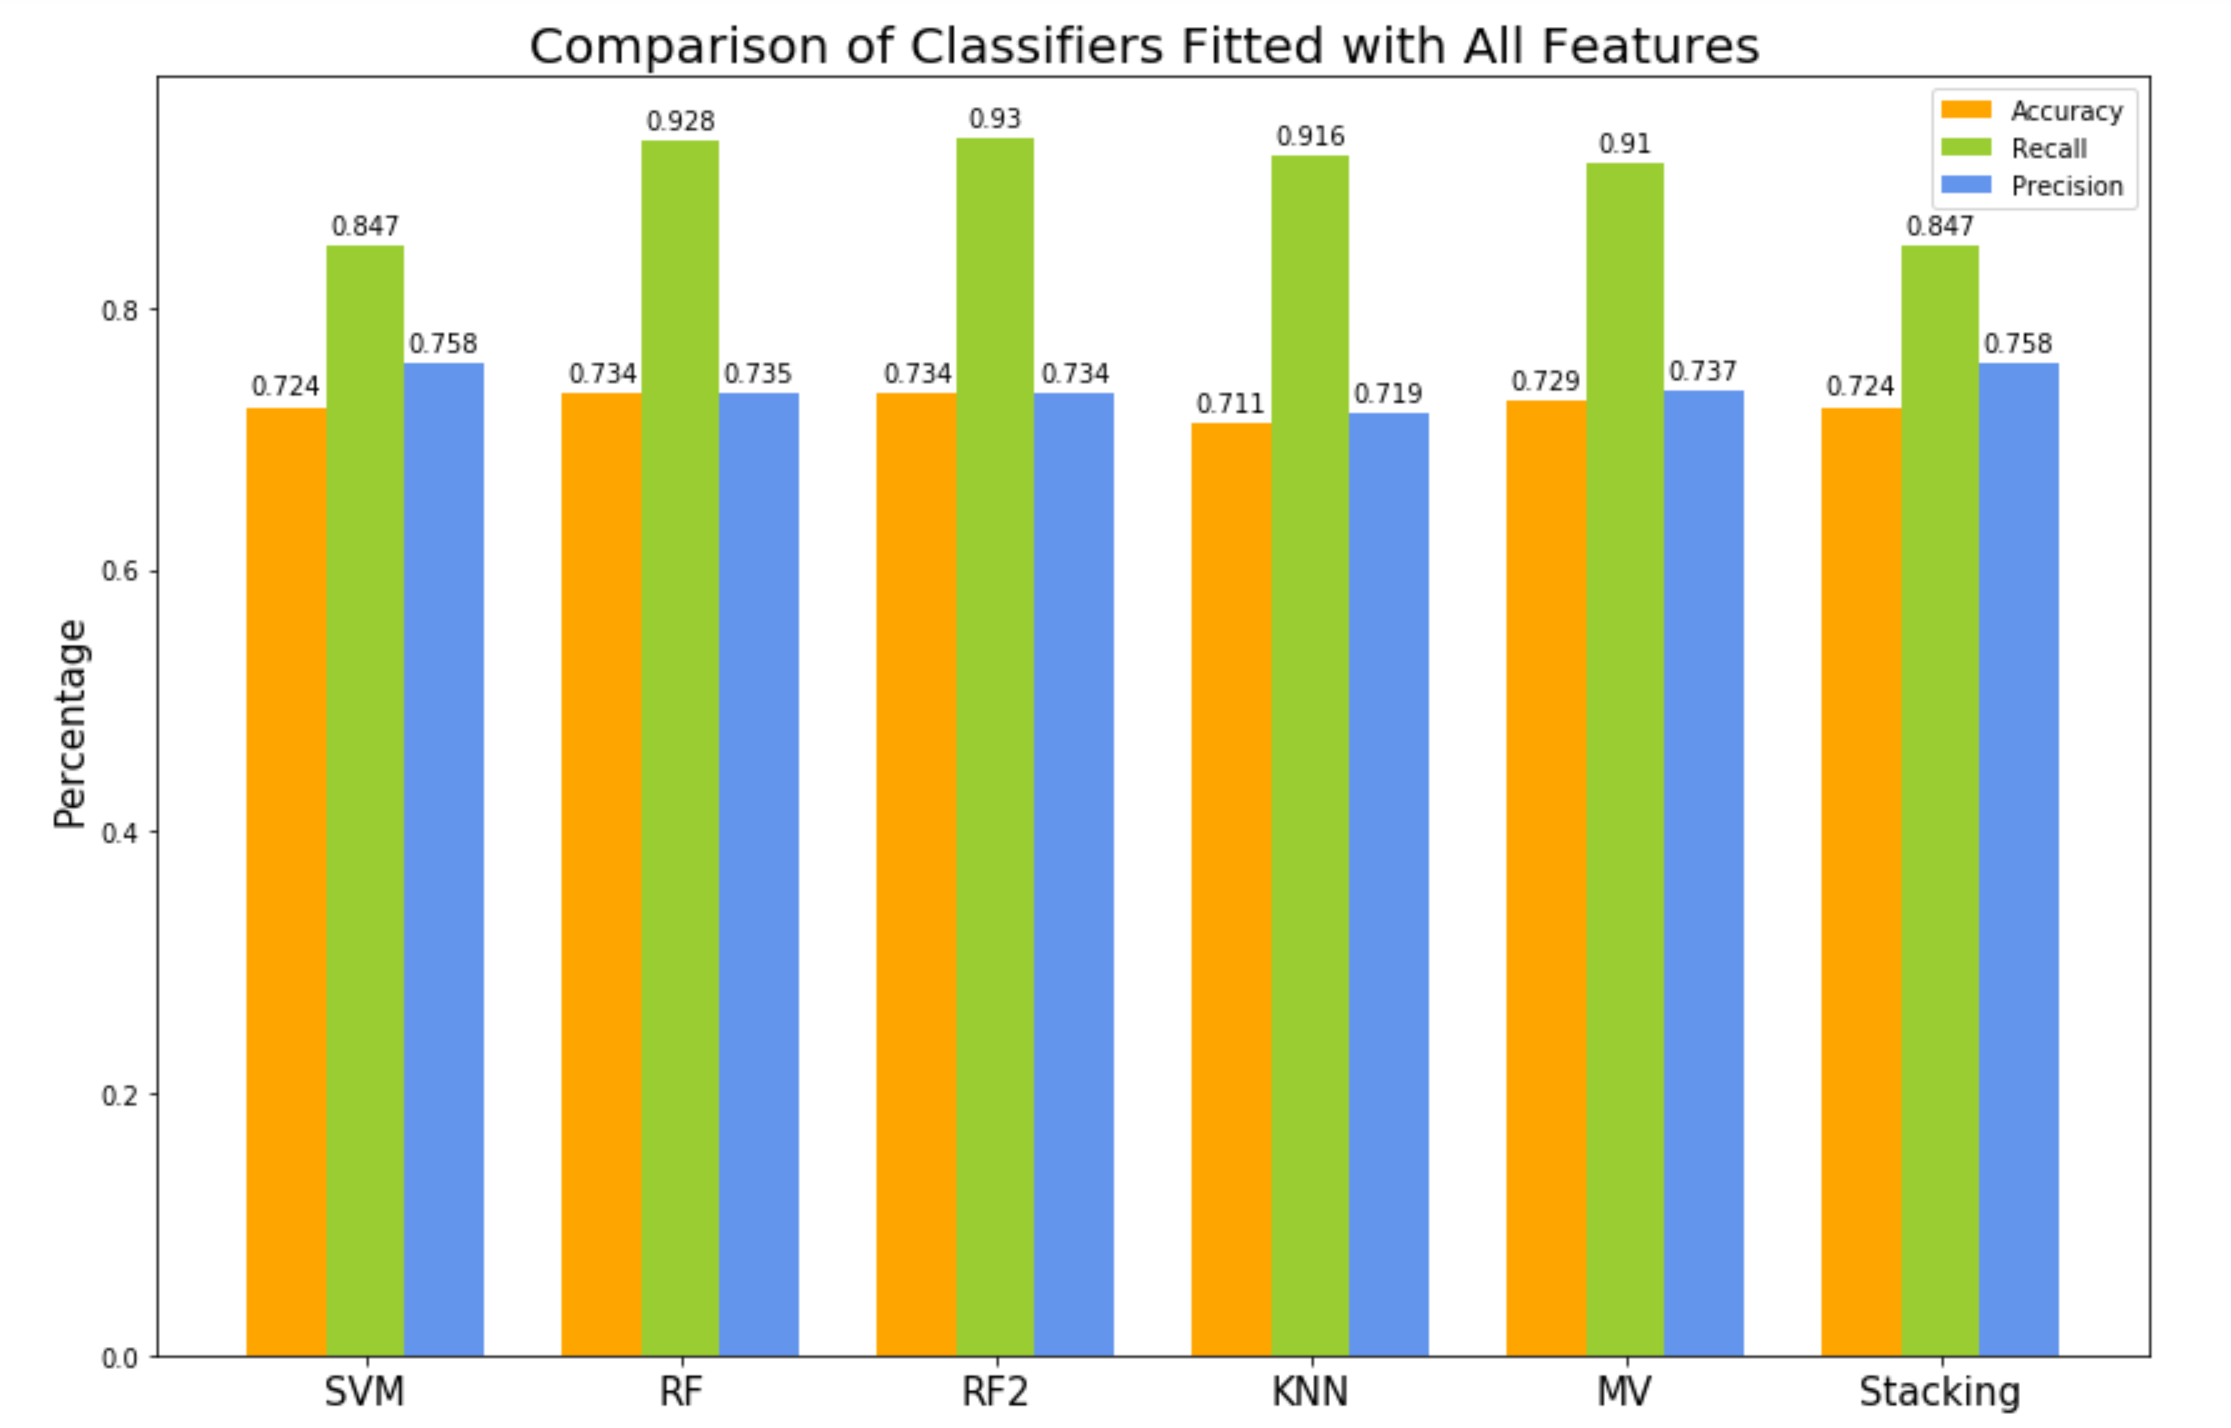 Comparison of Classifiers Fitted with All Features
Accuracy
Recall
Precision
0.928
0.93
0.916
0.91
0.847
0.847
0.758
0.758
0.724
0.734
0.735
0.734
0.734
0.711
0.719
0.729
0.737
0.724
Percentage
0.8
0.6
0.4
0.2
0.0
SVM
RF
RF2
KNN
MV
Stacking